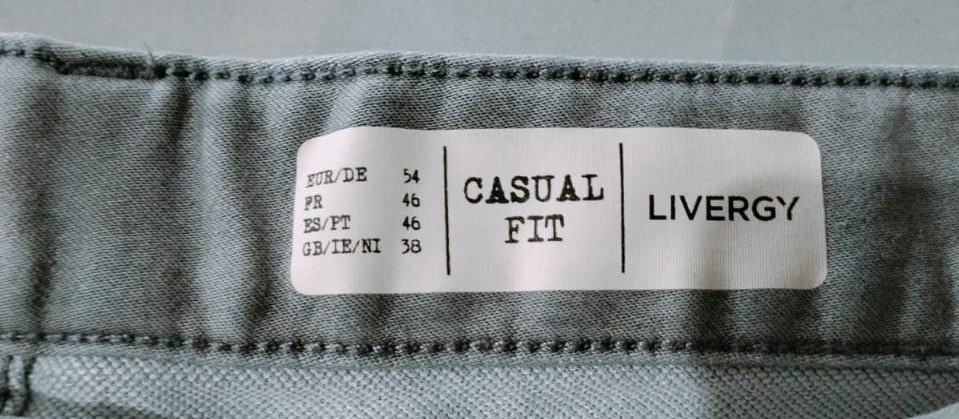 EUR/DE 54
FR 46
ES/PT 46
GB/IE/NI 38
CASUAL
FIT
LIVERGY